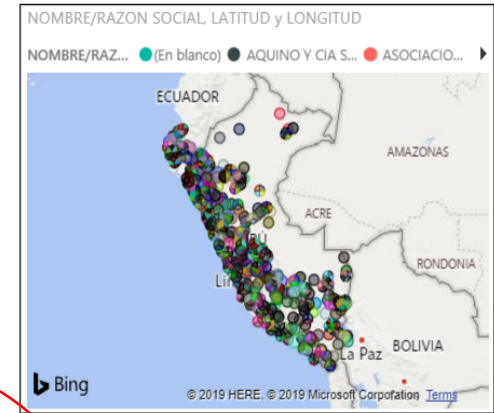 NOMBRE/RAZON SOCIAL, LATITUD y LONGITUD
NOMBRE/RAZ... (En blanco) AQUINO Y CIA S... ASOCIACIO...
ECUADOR
AMAZONAS
ACRE
RONDONIA
BOLIVIA
La Paz
Bing
© 2019 HERE, © 2019 Microsoft Corporation Terms